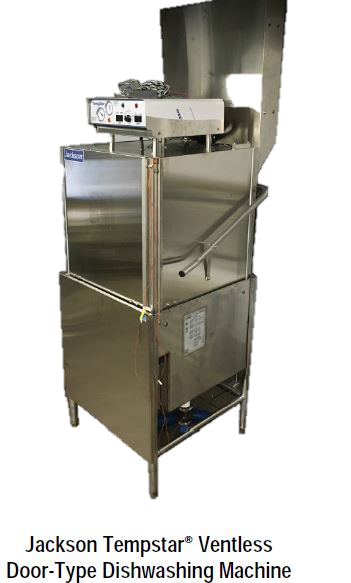 Jackson
Jackson Tempstar® Ventless
Door-Type Dishwashing Machine